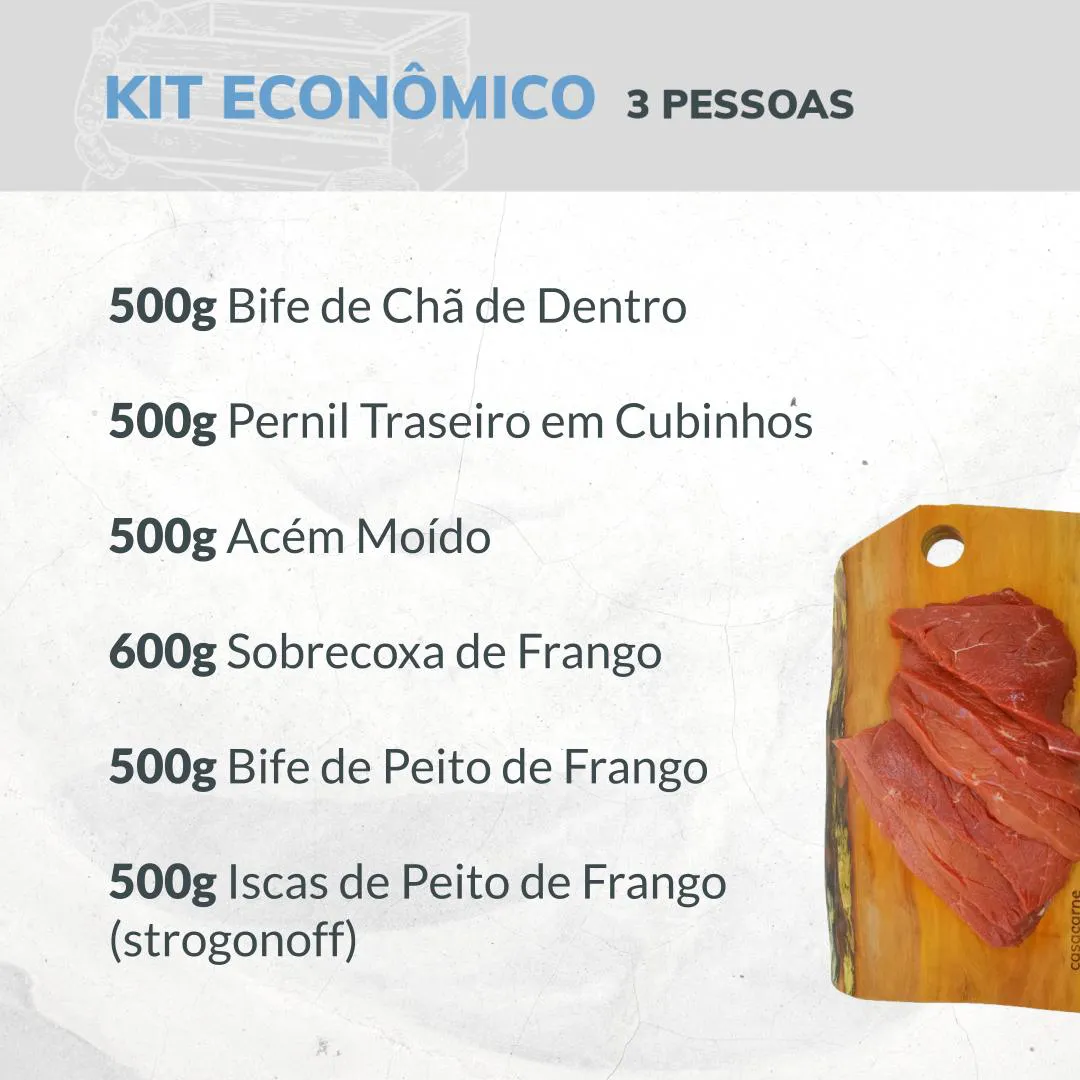 KIT ECONÔMICO 3 PESSOAS
500g Bife de Chã de Dentro
500g Pernil Traseiro em Cubinhos
500g Acém Moído
600g Sobrecoxa de Frango
500g Bife de Peito de Frango
500g Iscas de Peito de Frango
(strogonoff)
casacarne